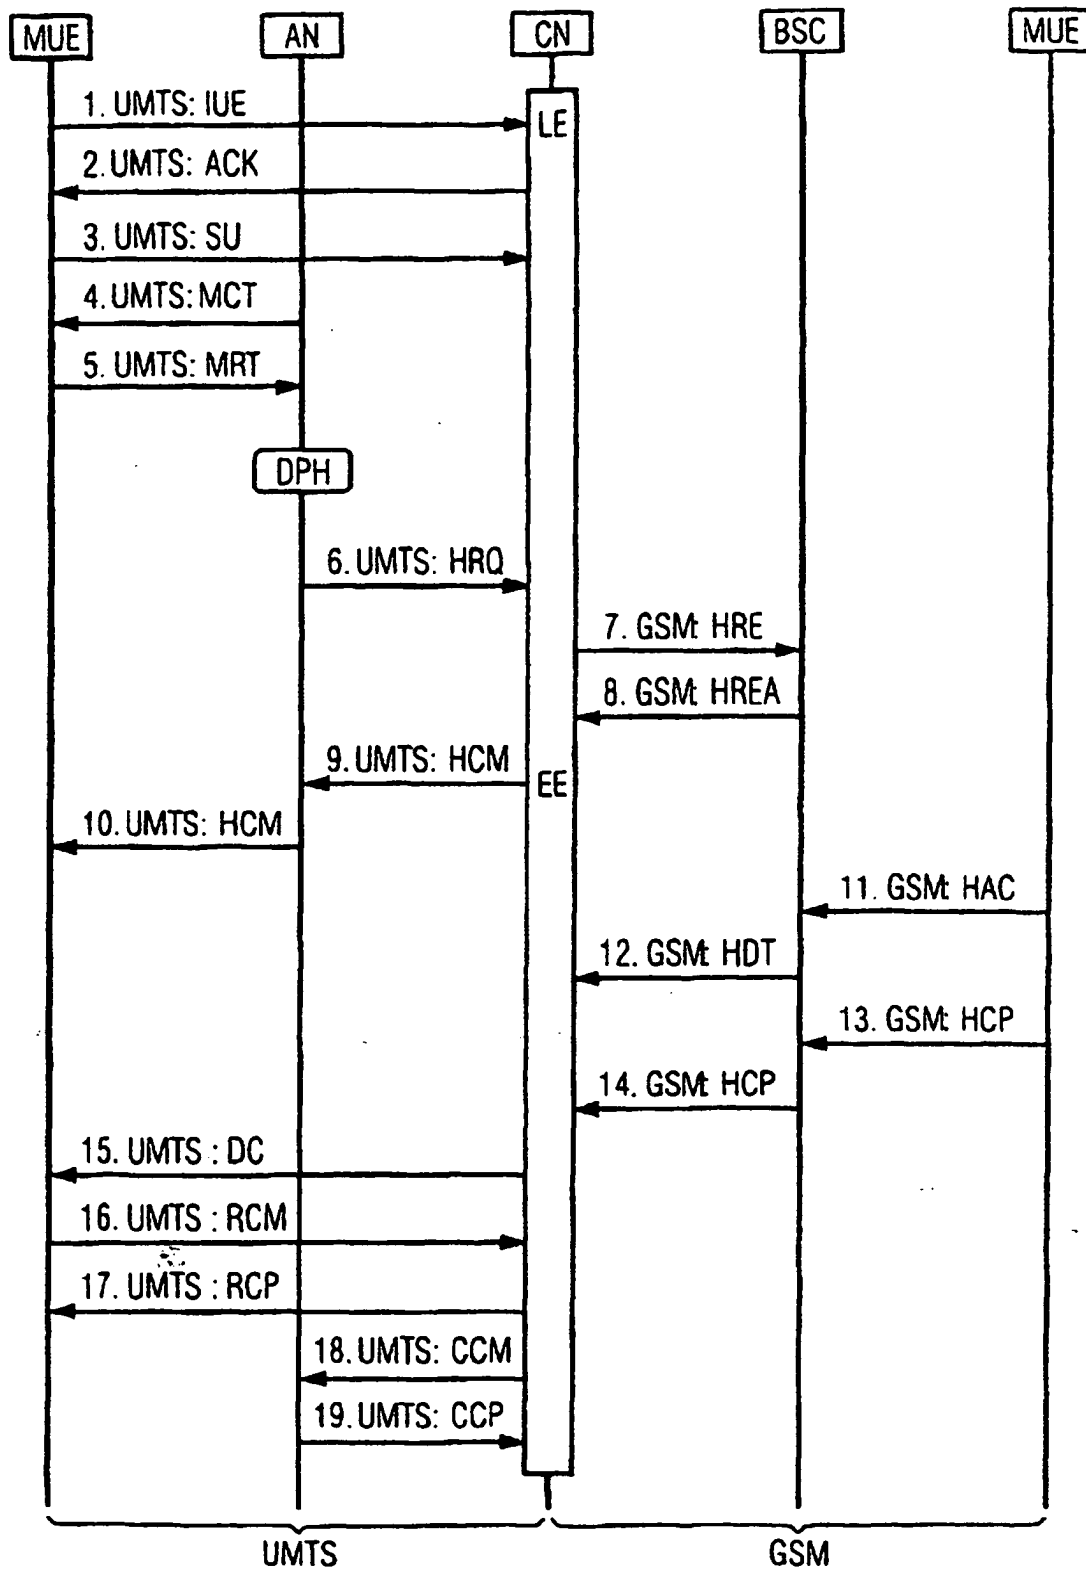 MUE AN CN BSC MUE
1. UMTS: IUE
LE
2. UMTS: ACK
3. UMTS: SU
4. UMTS: MCT
5. UMTS: MRT
DPH
6. UMTS: HRQ
7. GSM: HRE
8. GSM: HREA
9. UMTS: HCM
EE
10. UMTS: HCM
11. GSM: HAC
12. GSM: HDT
13. GSM: HCP
14. GSM: HCP
15. UMTS : DC
16. UMTS : RCM
17. UMTS : RCP
18. UMTS: CCM
19. UMTS: CCP
UMTS GSM